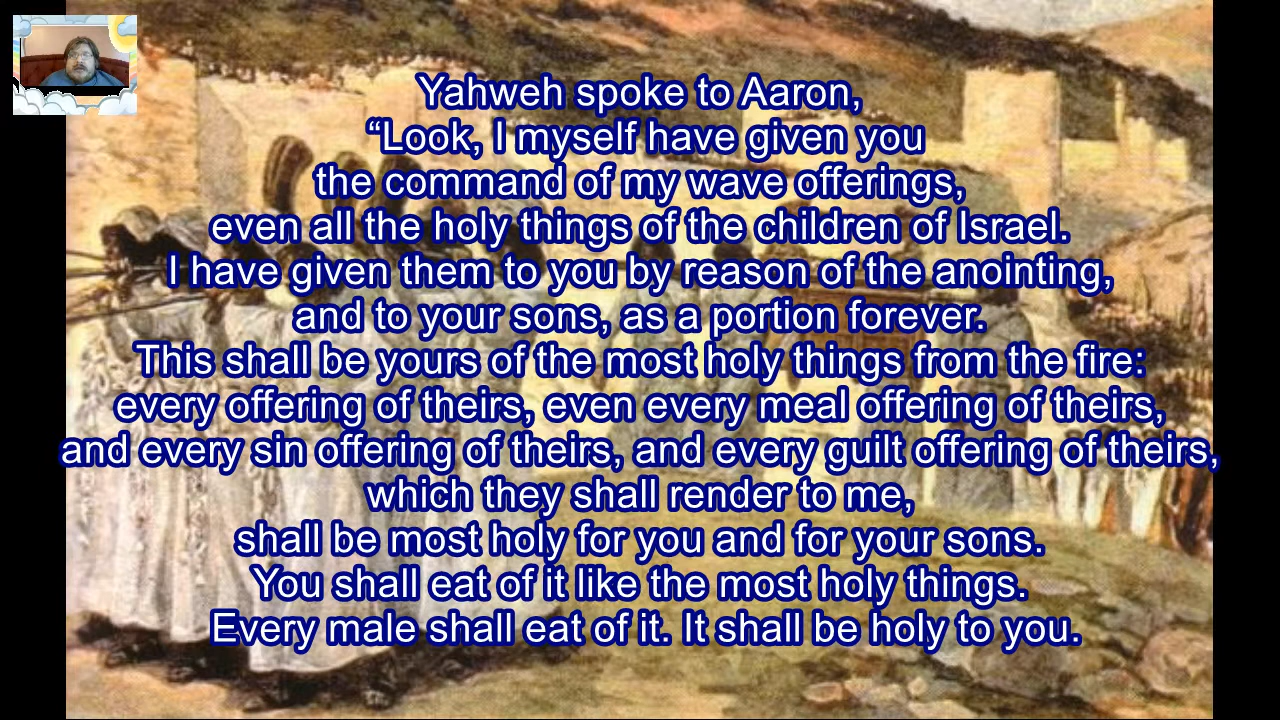 Yahweh spoke to Aaron,
“Look, I myself have given you
the command of my wave offerings,
even all the holy things of the children of Israel.
I have given them to you by reason of the anointing,
and to your sons, as a portion forever.
This shall be yours of the most holy things from the fire:
every offering of theirs, even every meal offering of theirs,
and every sin offering of theirs, and every guilt offering of theirs,
which they shall render to me,
shall be most holy for you and for your sons.
You shall eat of it like the most holy things.
Every male shall eat of it. It shall be holy to you.